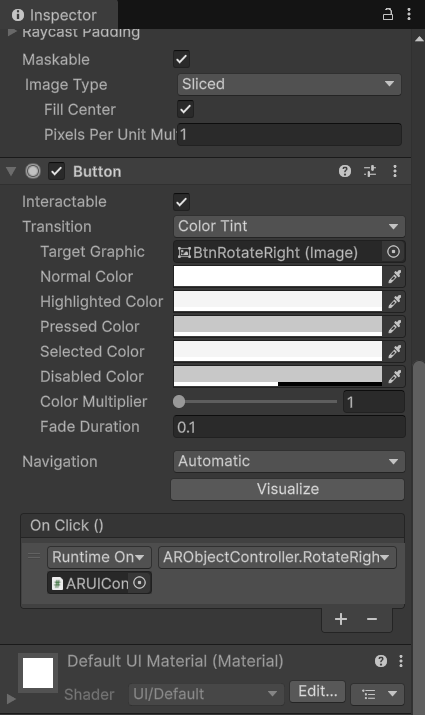 Inspector
Raycast Padding
Maskable
Image Type Sliced
Fill Center
Pixels Per Unit Mul 1
Button
Interactable
Transition Color Tint
Target Graphic BtnRotateRight (Image)
Normal Color
Highlighted Color
Pressed Color
Selected Color
Disabled Color
Color Multiplier 1
Fade Duration 0.1
Navigation Automatic
Visualize
On Click ()
Runtime On ARObjectController.RotateRigh
# ARUICon
+ −
Default UI Material (Material)
Shader UI/Default Edit...